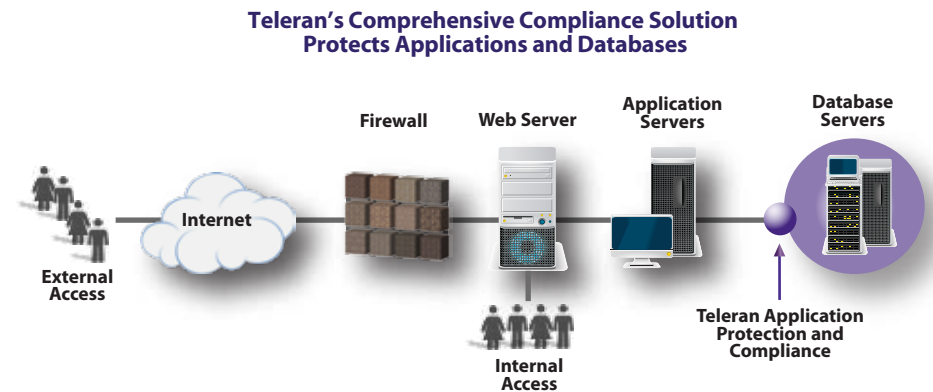 Teleran's Comprehensive Compliance Solution
Protects Applications and Databases
Firewall
Web Server
Application
Servers
Database
Servers
Internet
External
Access
Internal
Access
Teleran Application
Protection and
Compliance